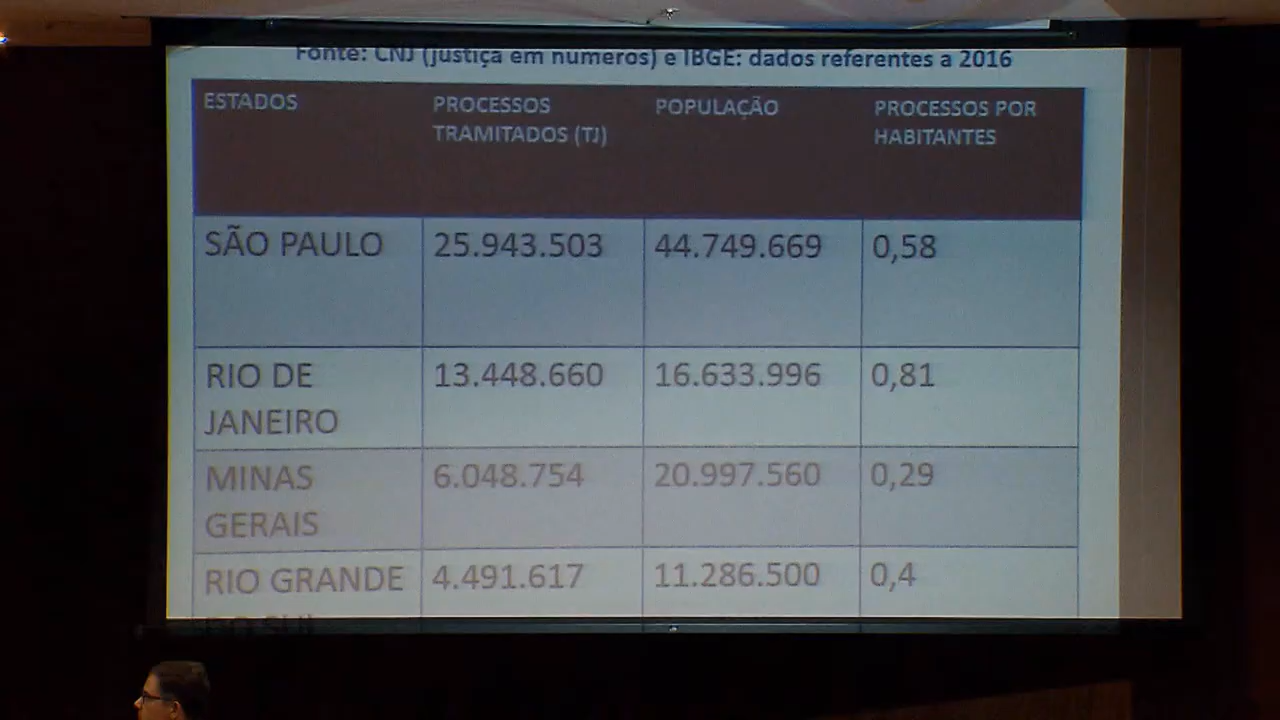 Fonte: CNJ (justiça em numeros) e IBGE: dados referentes a 2016
ESTADOS PROCESSOS TRAMITADOS (TJ) POPULAÇÃO PROCESSOS POR HABITANTES
SÃO PAULO 25.943.503 44.749.669 0,58
RIO DE JANEIRO 13.448.660 16.633.996 0,81
MINAS GERAIS 6.048.754 20.997.560 0,29
RIO GRANDE DO SUL 4.491.617 11.286.500 0,4